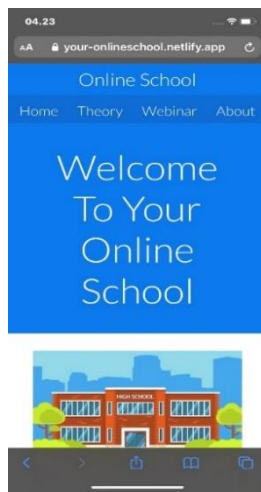 04.23
AA your-onlineschool.netlify.app
Online School
Home Theory Webinar About
Welcome
To Your
Online
School
HIGH SCHOOL